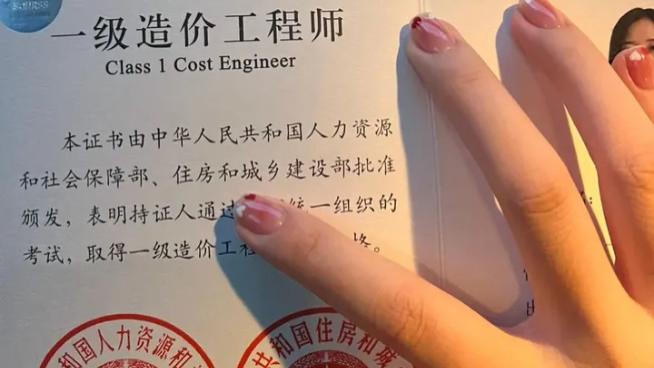 一级造价工程师
Class 1 Cost Engineer
本证书由中华人民共和国人力资源
和社会保障部、住房和城乡建设部批准
颁发，表明持证人通过 统一组织的
考试，取得一级造价工程 格。
和国人力资源和
共和国住房和城